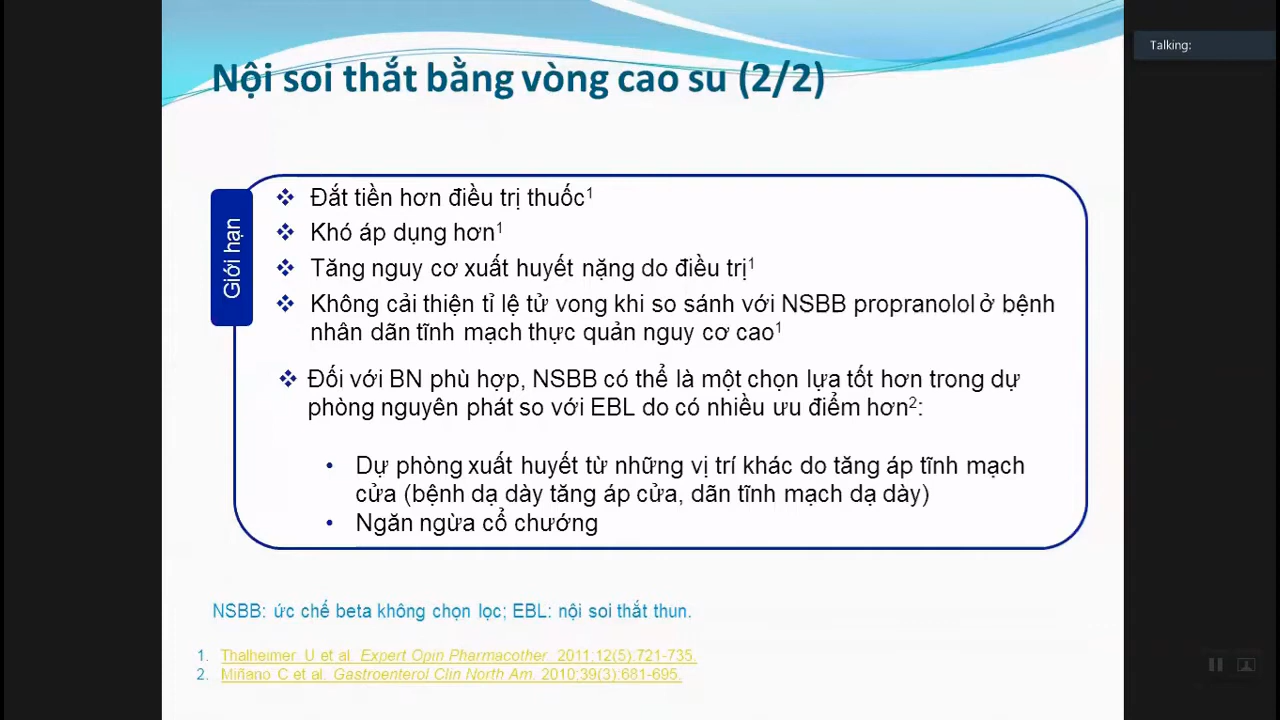 Talking:
Nội soi thắt bằng vòng cao su (2/2)
Giới hạn
❖ Đắt tiền hơn điều trị thuốc¹
❖ Khó áp dụng hơn¹
❖ Tăng nguy cơ xuất huyết nặng do điều trị¹
❖ Không cải thiện tỉ lệ tử vong khi so sánh với NSBB propranolol ở bệnh
nhân dãn tĩnh mạch thực quản nguy cơ cao¹
❖ Đối với BN phù hợp, NSBB có thể là một chọn lựa tốt hơn trong dự
phòng nguyên phát so với EBL do có nhiều ưu điểm hơn²:
• Dự phòng xuất huyết từ những vị trí khác do tăng áp tĩnh mạch
cửa (bệnh dạ dày tăng áp cửa, dãn tĩnh mạch dạ dày)
• Ngăn ngừa cổ chướng
NSBB: ức chế beta không chọn lọc; EBL: nội soi thắt thun.
1. Thalheimer U et al. Expert Opin Pharmacother. 2011;12(5).721-735.
2. Miñano C et al. Gastroenterol Clin North Am. 2010;39(3):681-695.